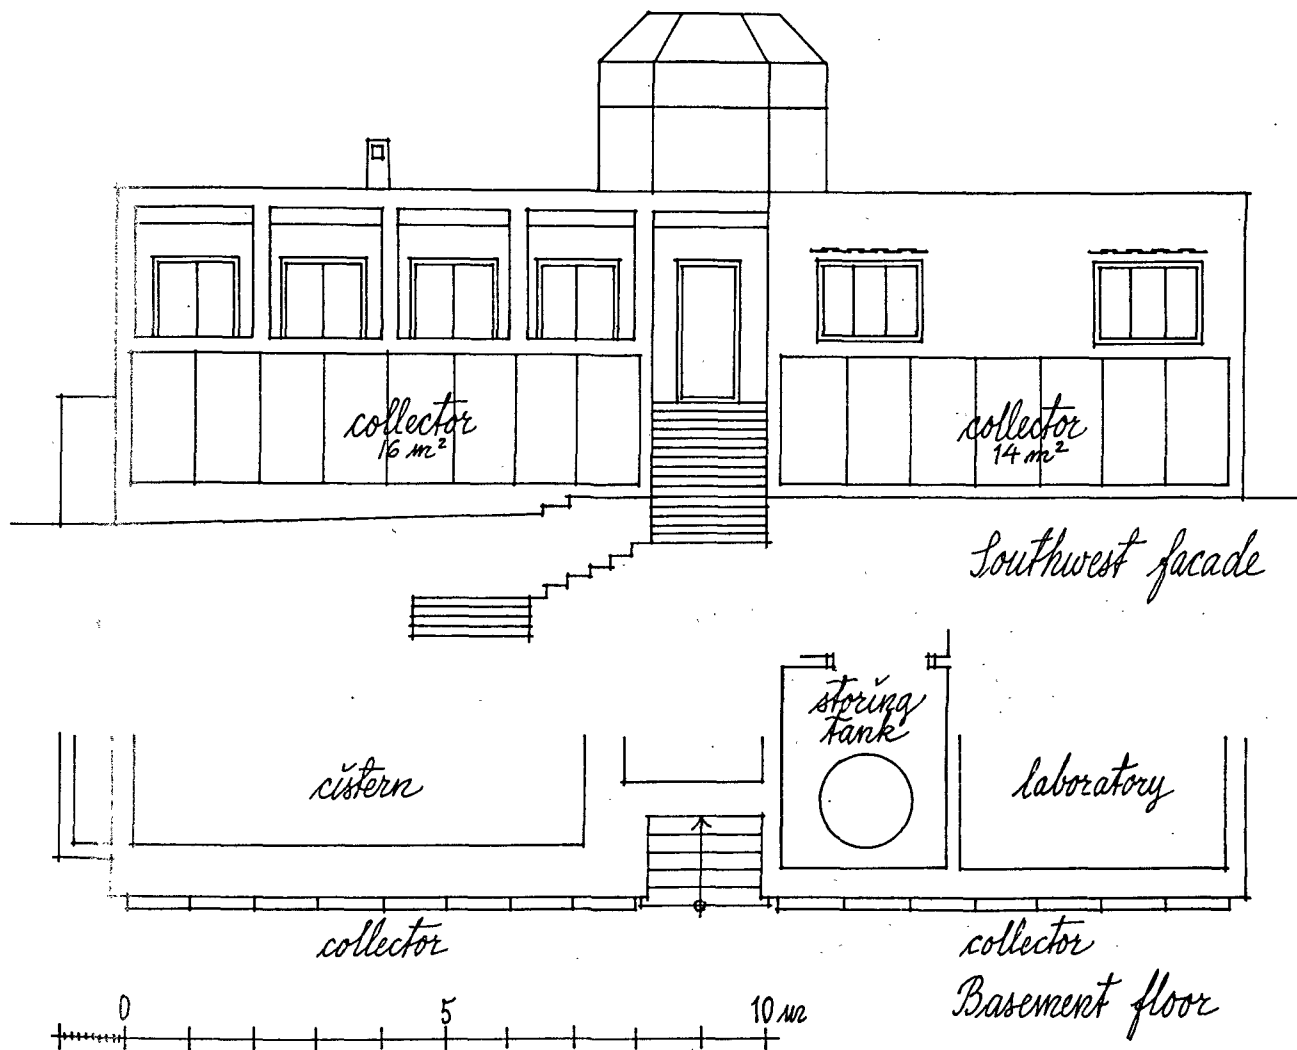 collector
16 m²
collector
14 m²
Southwest facade
storing
tank
cistern
laboratory
collector
collector
Basement floor
0 5 10 m